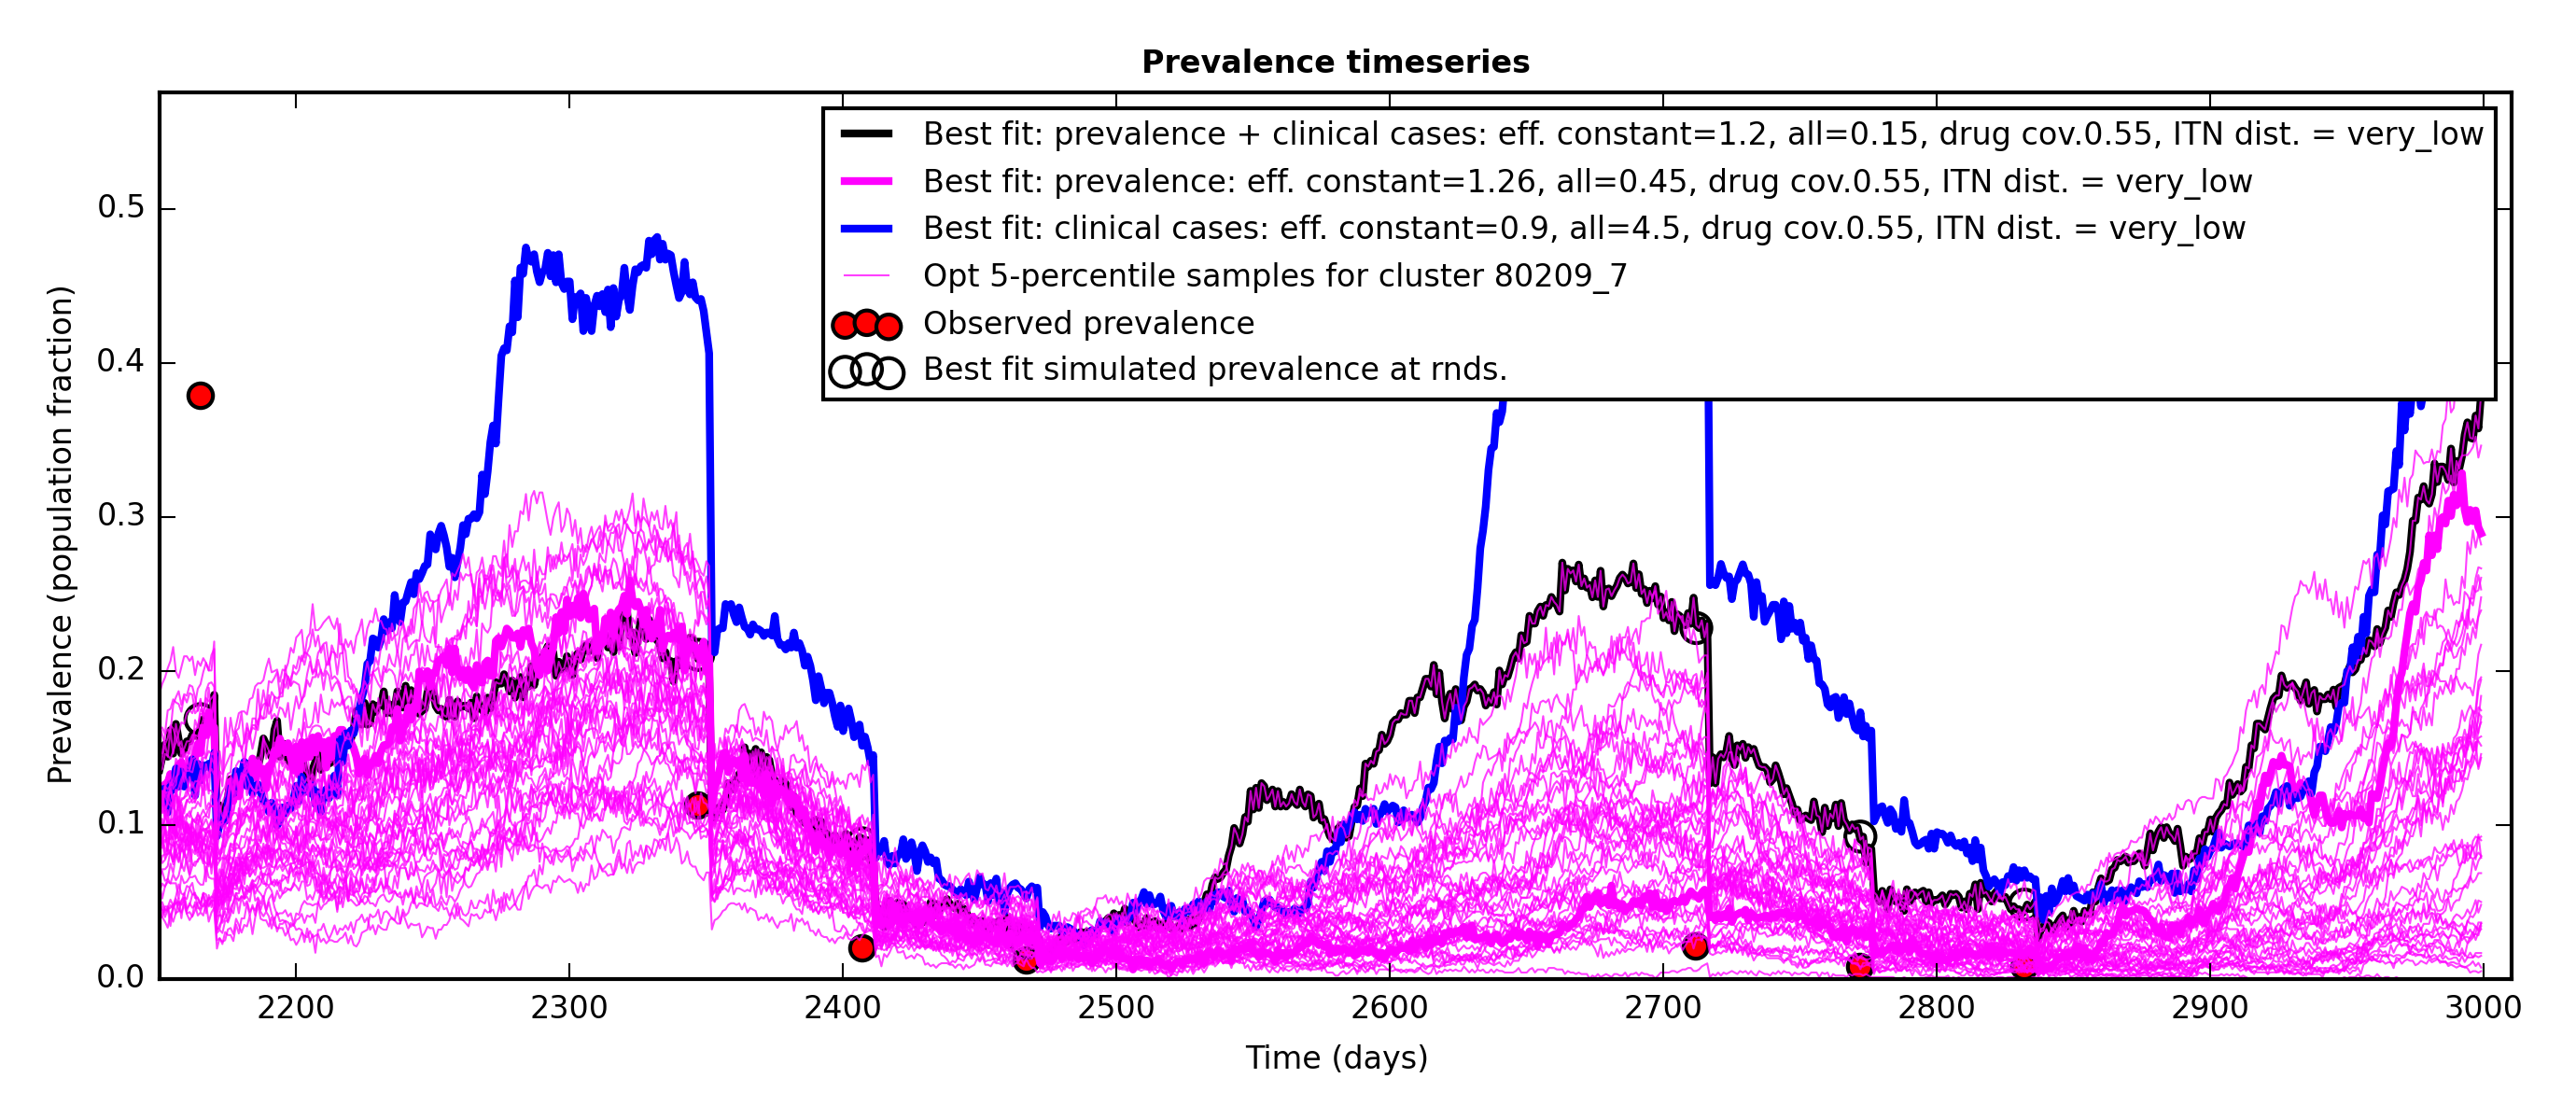 Prevalence timeseries
Best fit: prevalence + clinical cases: eff. constant=1.2, all=0.15, drug cov.0.55, ITN dist. = very_low
Best fit: prevalence: eff. constant=1.26, all=0.45, drug cov.0.55, ITN dist. = very_low
Best fit: clinical cases: eff. constant=0.9, all=4.5, drug cov.0.55, ITN dist. = very_low
Opt 5-percentile samples for cluster 80209_7
Observed prevalence
Best fit simulated prevalence at rnds.
Prevalence (population fraction)
0.5
0.4
0.3
0.2
0.1
0.0
2200 2300 2400 2500 2600 2700 2800 2900 3000
Time (days)